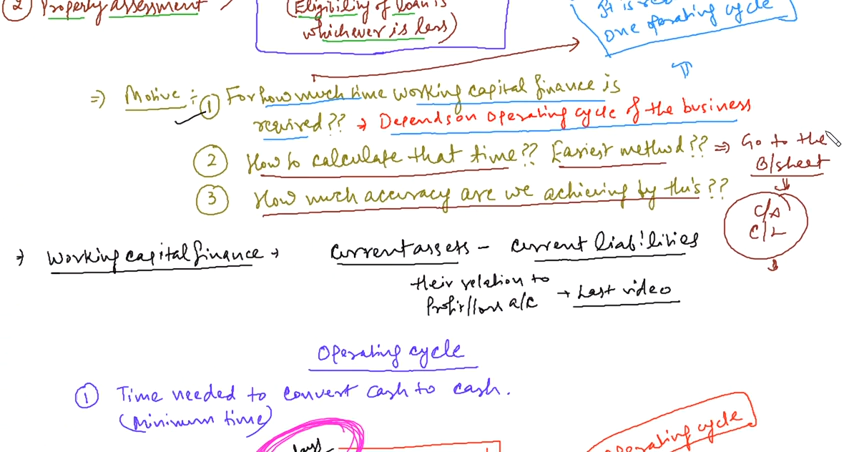 ② Property assessment
(Eligibility of loan is
whichever is less)
It is re
one operating cycle
⇒ Motive :- ① For how much time working capital finance is
required?? → Depends on operating cycle of the business
② How to calculate that time?? Easiest method?? ⇒ Go to the
B/sheet
③ How much accuracy are we achieving by this??
C/A
C/L
→ Working capital finance → Current assets - current liabilities
their relation to
Profit/loss a/c → Last video
Operating cycle
① Time needed to convert cash to cash.
(Minimum time)
days
operating cycle